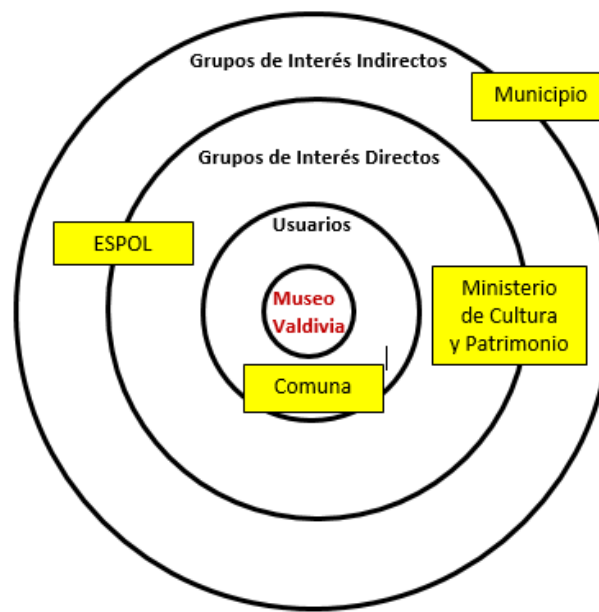 Grupos de Interés Indirectos
Municipio
Grupos de Interés Directos
Usuarios
ESPOL
Museo
Valdivia
Ministerio
de Cultura
y Patrimonio
Comuna